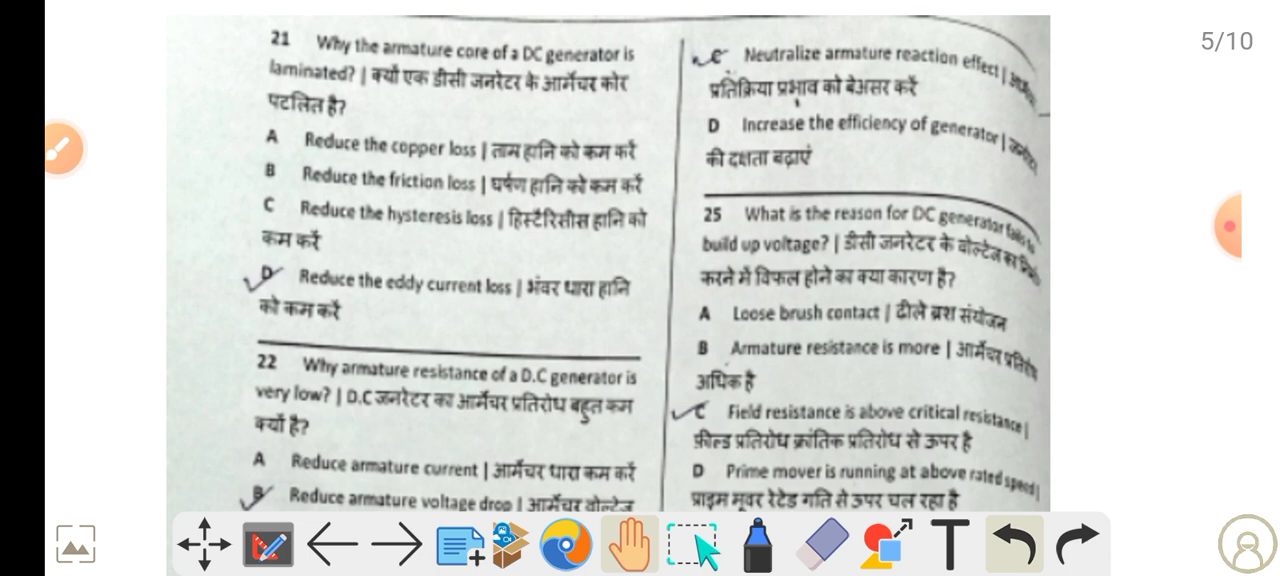 5/10
21 Why the armature core of a DC generator is
laminated? | क्यों एक डीसी जनरेटर के आर्मेचर कोर
पटलित है?
A Reduce the copper loss | ताम्र हानि को कम करें
B Reduce the friction loss | घर्षण हानि को कम करें
C Reduce the hysteresis loss | हिस्टैरिसीस हानि को
कम करें
D Reduce the eddy current loss | भंवर धारा हानि
को कम करें
22 Why armature resistance of a D.C generator is
very low? | D.C जनरेटर का आर्मेचर प्रतिरोध बहुत कम
क्यों है?
A Reduce armature current | आर्मेचर धारा कम करें
B Reduce armature voltage drop | आर्मेचर वोल्टेज
C Neutralize armature reaction effect |
प्रतिक्रिया प्रभाव को बेअसर करें
D Increase the efficiency of generator | जनरेटर
की दक्षता बढ़ाएं
25 What is the reason for DC generator fails to
build up voltage? | डीसी जनरेटर के वोल्टेज का
करने में विफल होने का क्या कारण है?
A Loose brush contact | ढीले ब्रश संयोजन
B Armature resistance is more | आर्मेचर प्रतिरोध
अधिक है
C Field resistance is above critical resistance |
फ़ील्ड प्रतिरोध क्रांतिक प्रतिरोध से ऊपर है
D Prime mover is running at above rated speed |
प्राइम मूवर रेटेड गति से ऊपर चल रहा है
T